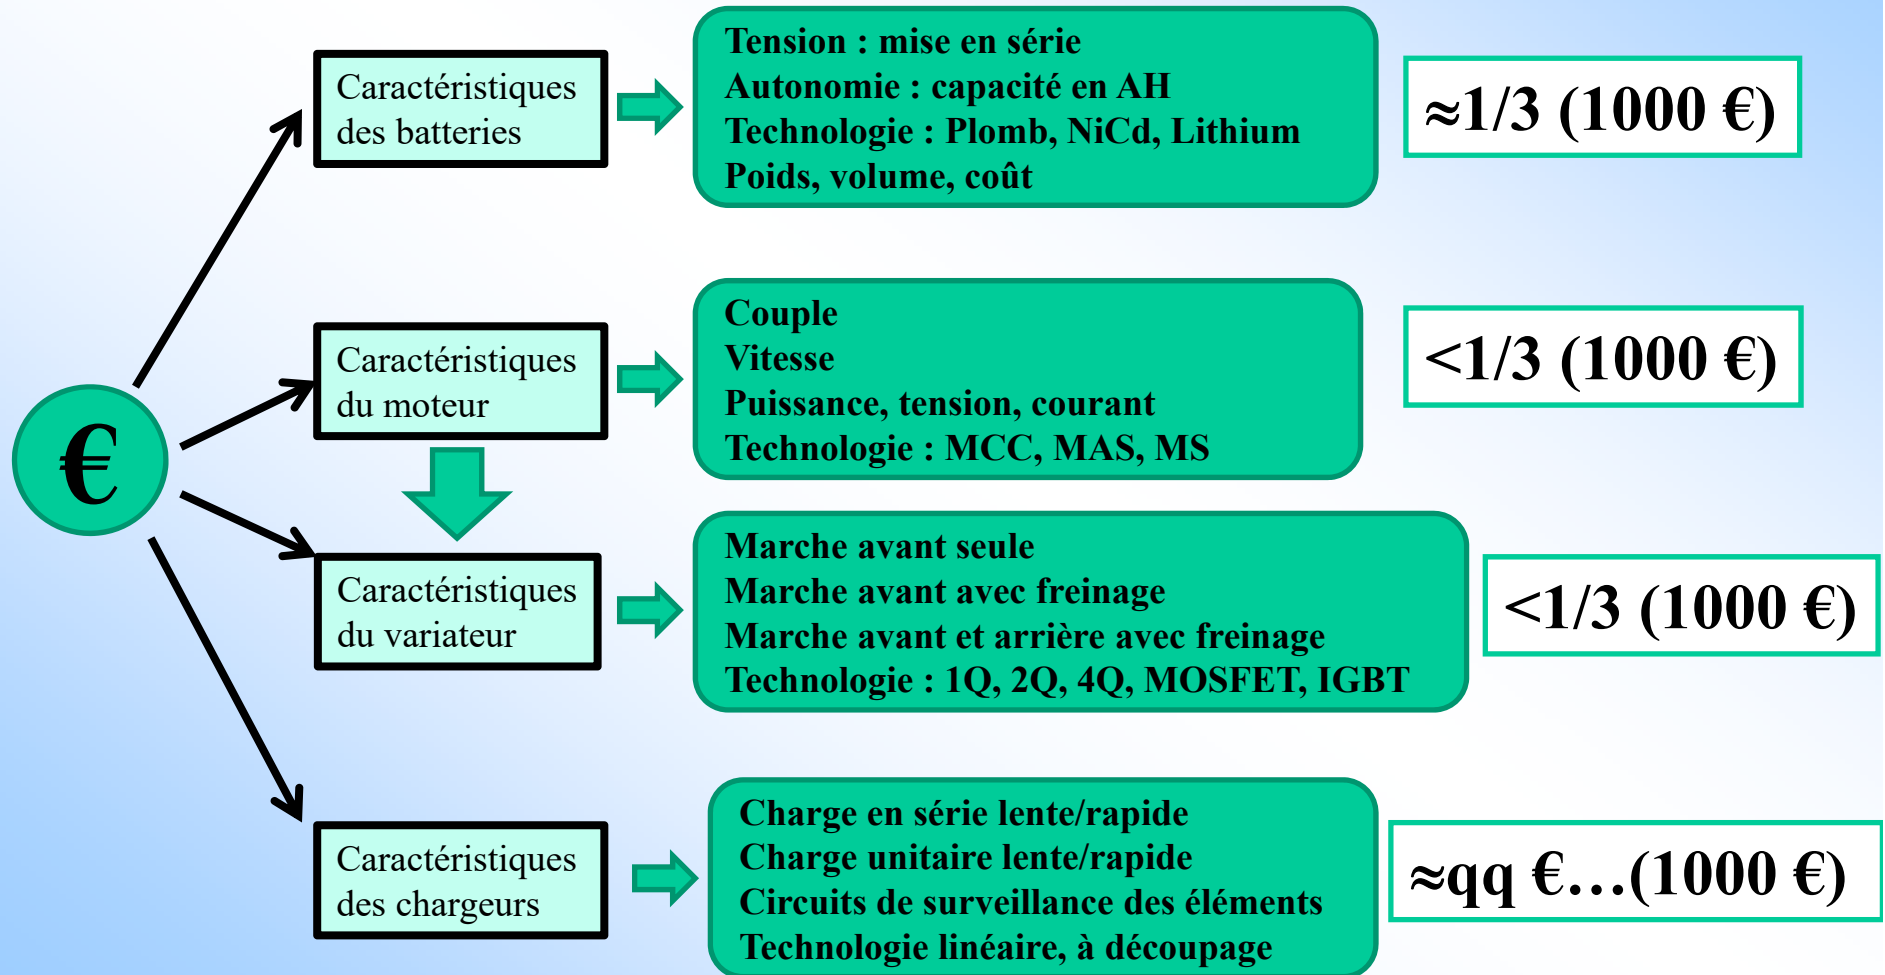 €
Caractéristiques
des batteries
Tension : mise en série
Autonomie : capacité en AH
Technologie : Plomb, NiCd, Lithium
Poids, volume, coût
≈1/3 (1000 €)
Caractéristiques
du moteur
Couple
Vitesse
Puissance, tension, courant
Technologie : MCC, MAS, MS
<1/3 (1000 €)
Caractéristiques
du variateur
Marche avant seule
Marche avant avec freinage
Marche avant et arrière avec freinage
Technologie : 1Q, 2Q, 4Q, MOSFET, IGBT
<1/3 (1000 €)
Caractéristiques
des chargeurs
Charge en série lente/rapide
Charge unitaire lente/rapide
Circuits de surveillance des éléments
Technologie linéaire, à découpage
≈qq €…(1000 €)